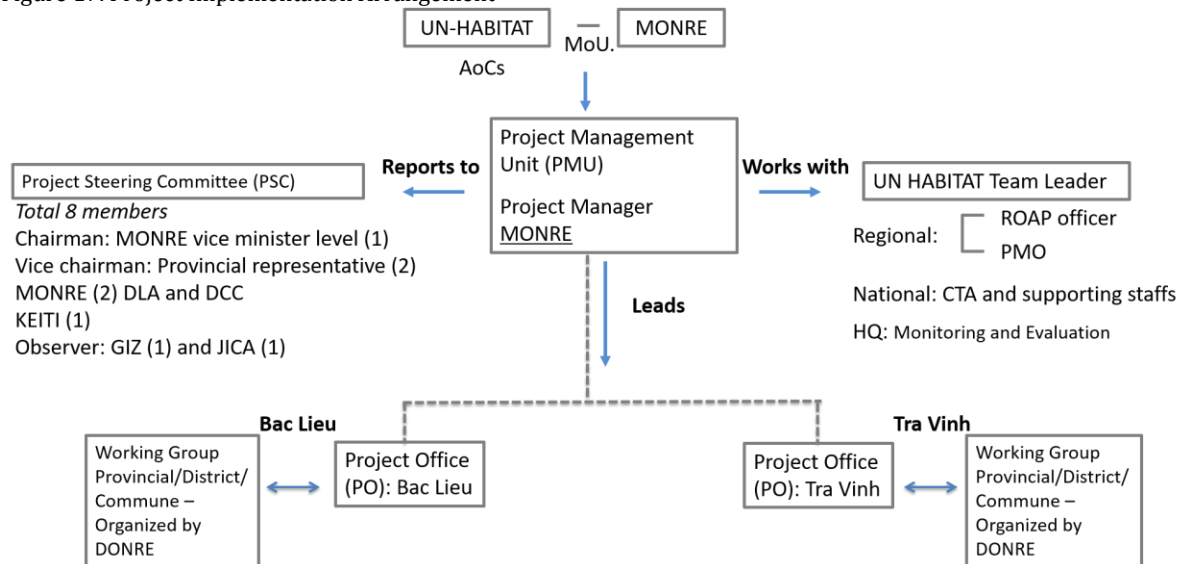 UN-HABITAT
MoU.
MONRE
AoCs
Project Management
Unit (PMU)
Project Manager
MONRE
Reports to
Project Steering Committee (PSC)
Total 8 members
Chairman: MONRE vice minister level (1)
Vice chairman: Provincial representative (2)
MONRE (2) DLA and DCC
KEITI (1)
Observer: GIZ (1) and JICA (1)
Works with
UN HABITAT Team Leader
Regional:
ROAP officer
PMO
National: CTA and supporting staffs
HQ: Monitoring and Evaluation
Leads
Bac Lieu
Working Group
Provincial/District/
Commune –
Organized by
DONRE
Project Office
(PO): Bac Lieu
Tra Vinh
Project Office
(PO): Tra Vinh
Working Group
Provincial/District/
Commune –
Organized by
DONRE